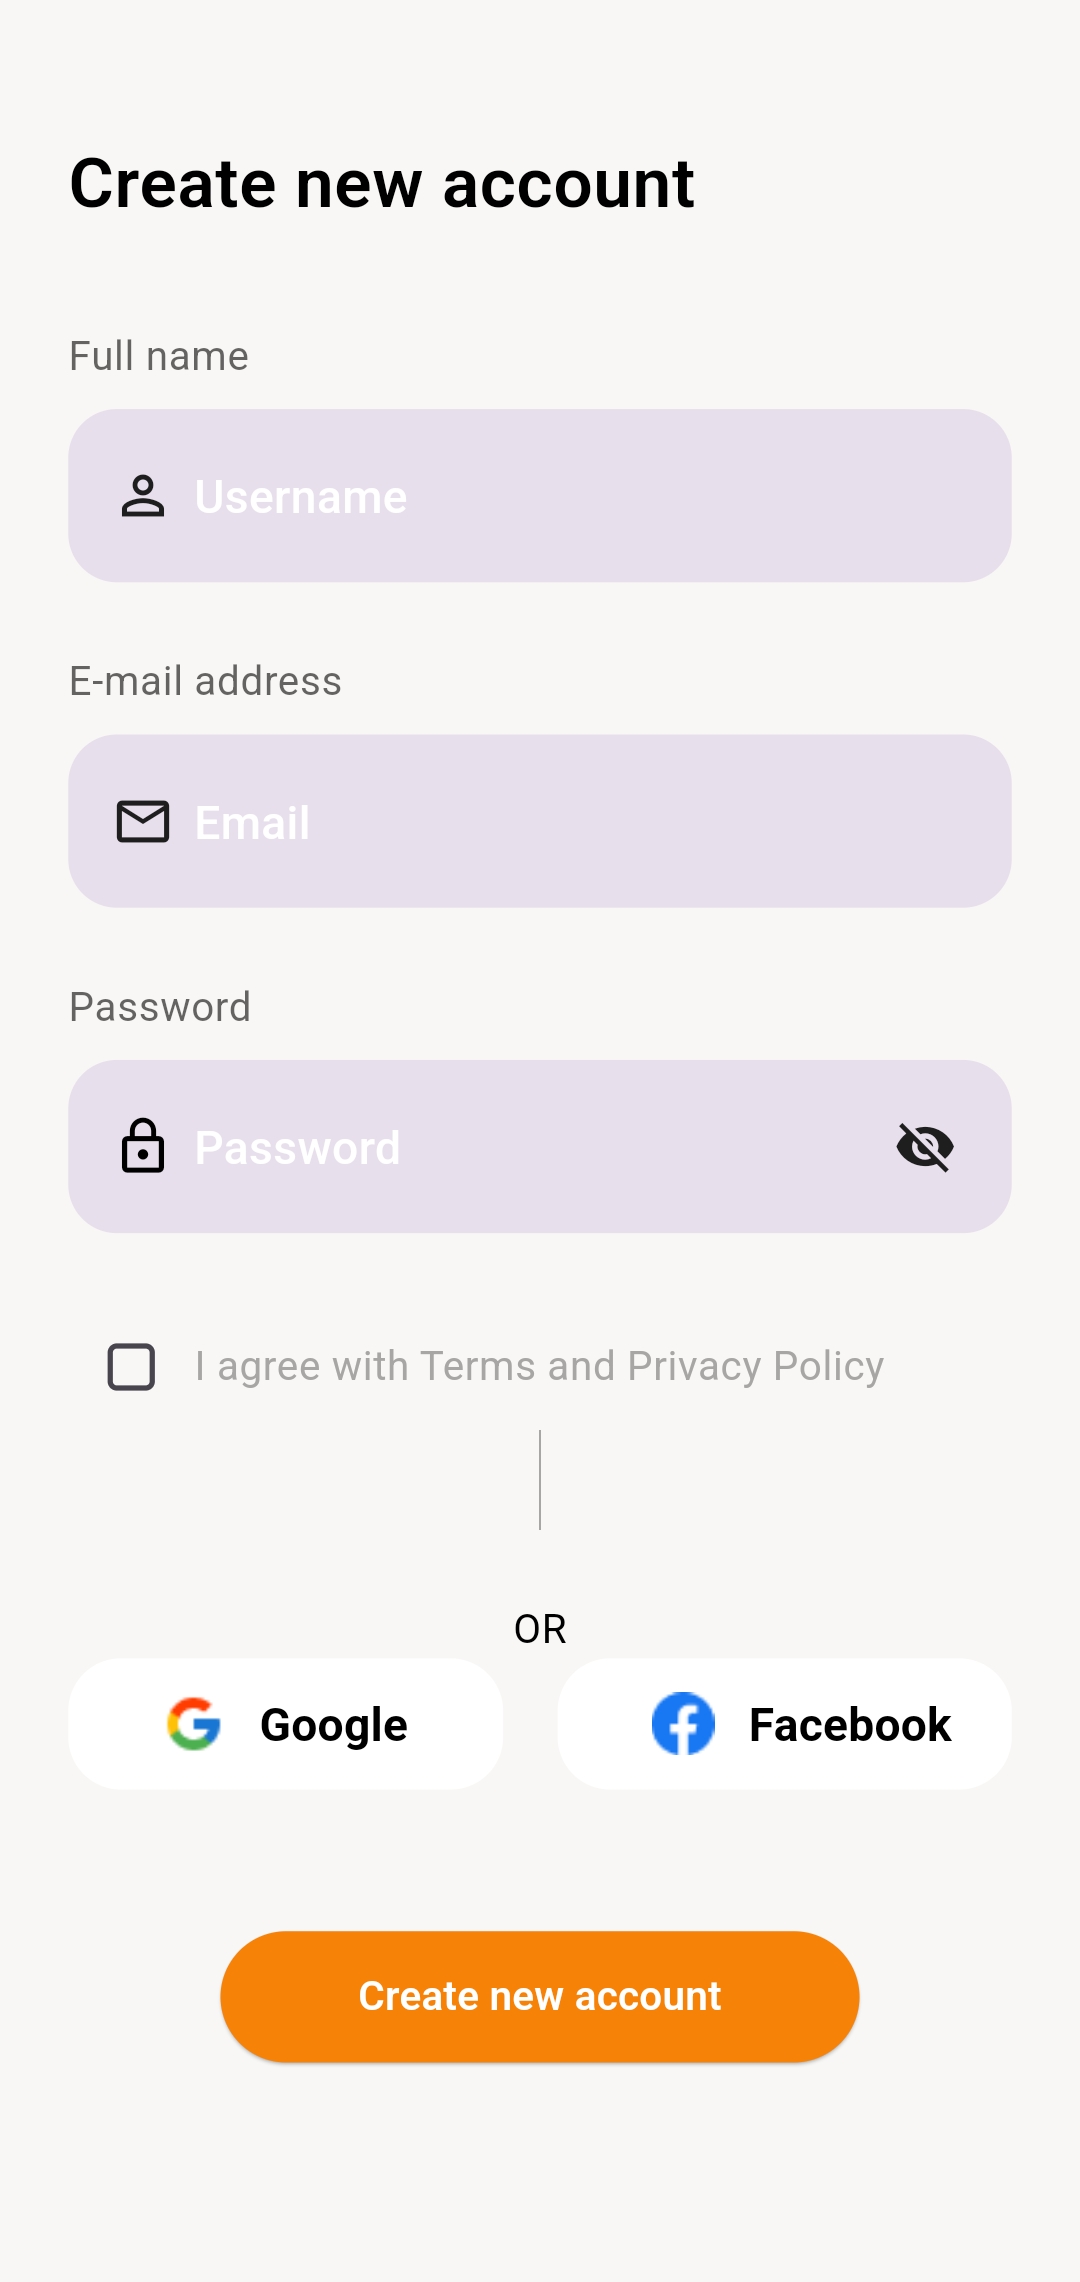 Create new account
Full name
Username
E-mail address
Email
Password
Password
I agree with Terms and Privacy Policy
OR
Google
Facebook
Create new account